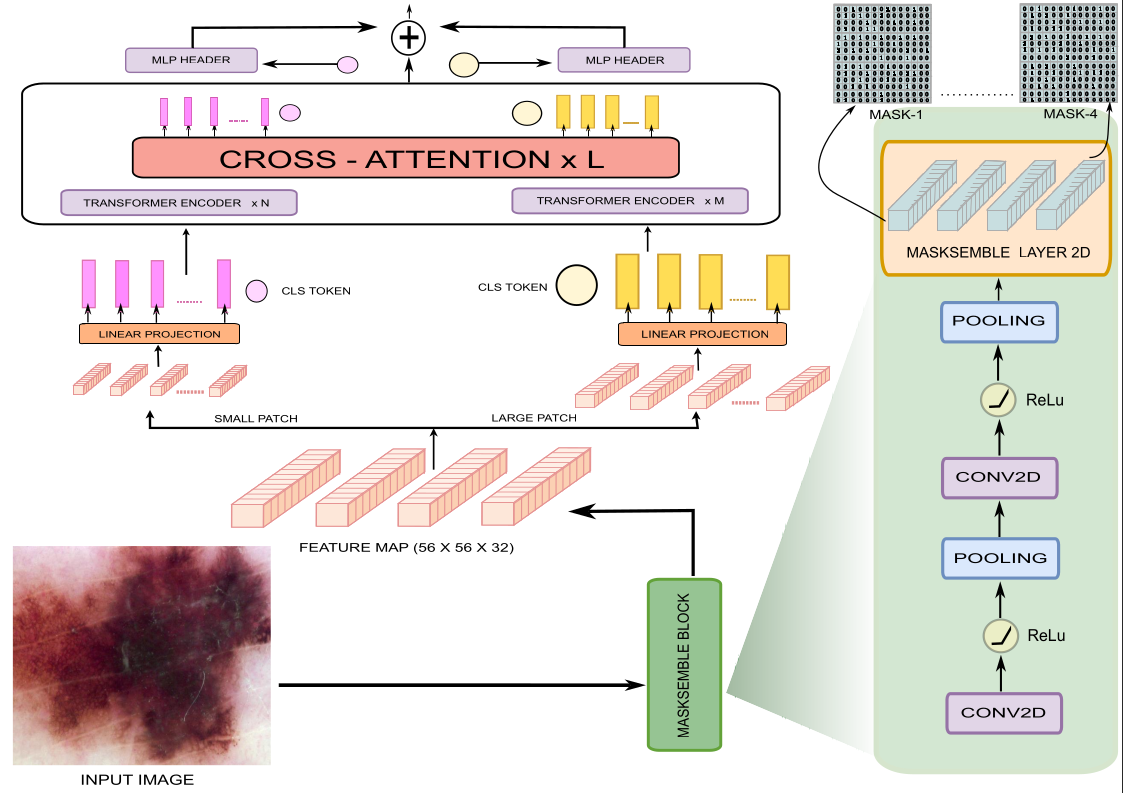 MLP HEADER
MLP HEADER
CROSS - ATTENTION x L
TRANSFORMER ENCODER x N
TRANSFORMER ENCODER x M
CLS TOKEN
CLS TOKEN
LINEAR PROJECTION
LINEAR PROJECTION
SMALL PATCH
LARGE PATCH
FEATURE MAP (56 X 56 X 32)
INPUT IMAGE
MASKSEMBLE BLOCK
MASK-1
MASK-4
MASKSEMBLE LAYER 2D
POOLING
ReLu
CONV2D
POOLING
ReLu
CONV2D